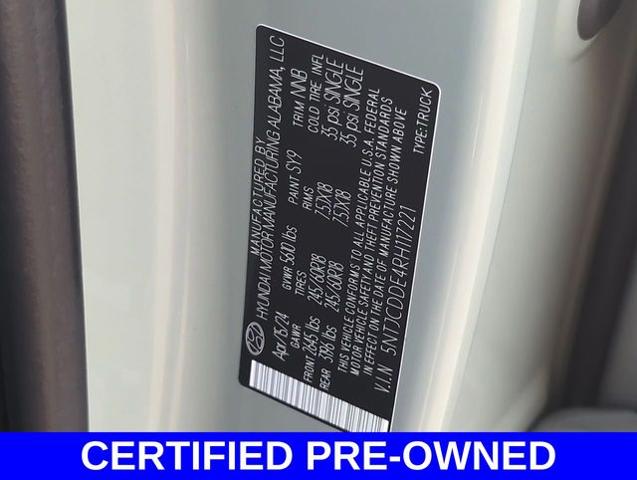 MANUFACTURED BY
HYUNDAI MOTOR MANUFACTURING ALABAMA, LLC
Apr/15/24 GVWR 5610 lbs PAINT SY9 TRIM NNB
GAWR TIRES RIMS COLD TIRE INFL
FRONT 2645 lbs 245/60R18 7.5JX18 35 psi SINGLE
REAR 3196 lbs 245/60R18 7.5JX18 35 psi SINGLE
THIS VEHICLE CONFORMS TO ALL APPLICABLE U.S.A. FEDERAL
MOTOR VEHICLE SAFETY AND THEFT PREVENTION STANDARDS
IN EFFECT ON THE DATE OF MANUFACTURE SHOWN ABOVE
V.I.N 5NTJCDDE4RH117221 TYPE:TRUCK
CERTIFIED PRE-OWNED